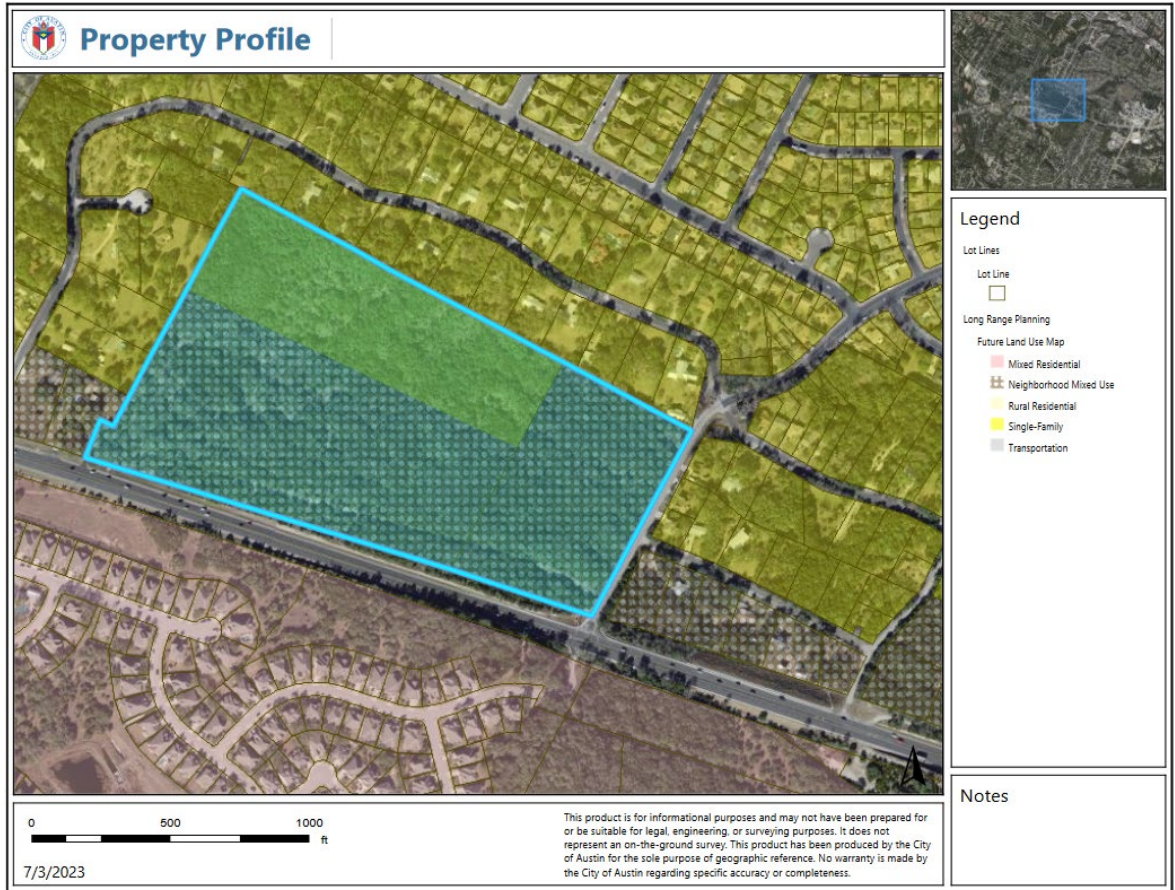 CITY OF AUSTIN
Property Profile
Legend
Lot Lines
Lot Line
Long Range Planning
Future Land Use Map
Mixed Residential
Neighborhood Mixed Use
Rural Residential
Single-Family
Transportation
Notes
0 500 1000
ft
7/3/2023
This product is for informational purposes and may not have been prepared for
or be suitable for legal, engineering, or surveying purposes. It does not
represent an on-the-ground survey. This product has been produced by the City
of Austin for the sole purpose of geographic reference. No warranty is made by
the City of Austin regarding specific accuracy or completeness.